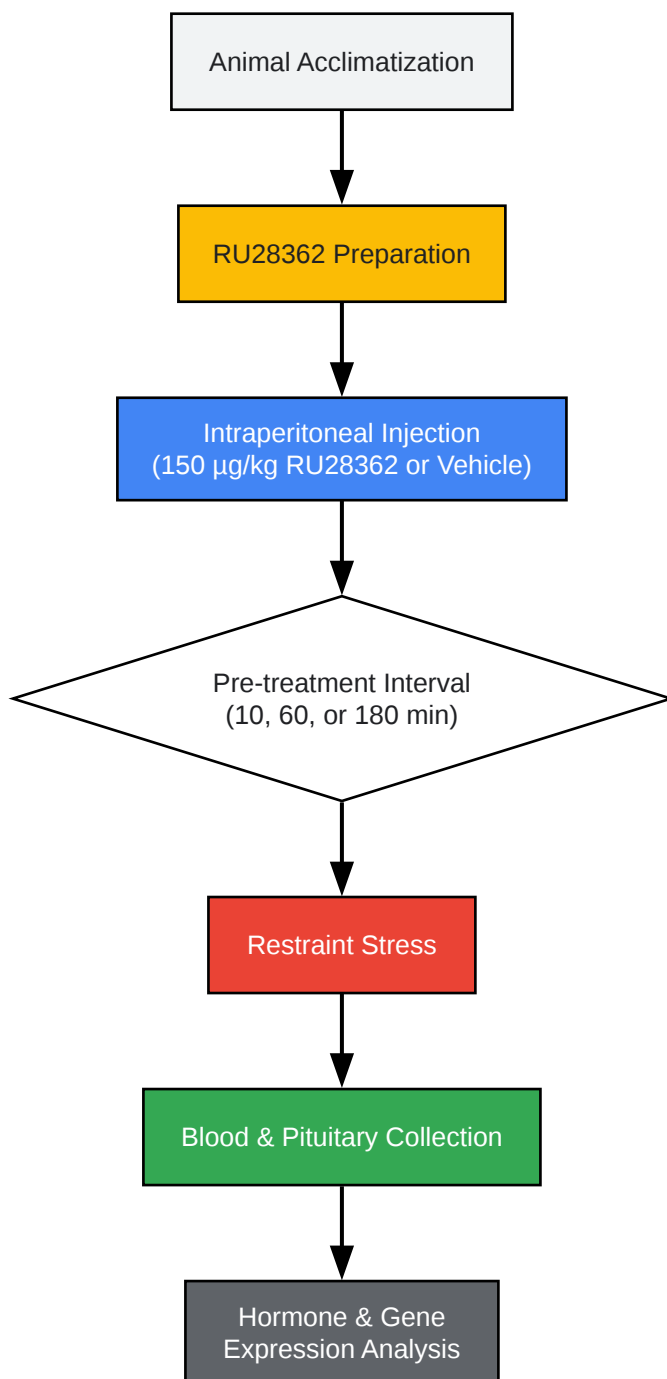 Animal Acclimatization
RU28362 Preparation
Intraperitoneal Injection
(150 µg/kg RU28362 or Vehicle)
Pre-treatment Interval
(10, 60, or 180 min)
Restraint Stress
Blood & Pituitary Collection
Hormone & Gene
Expression Analysis